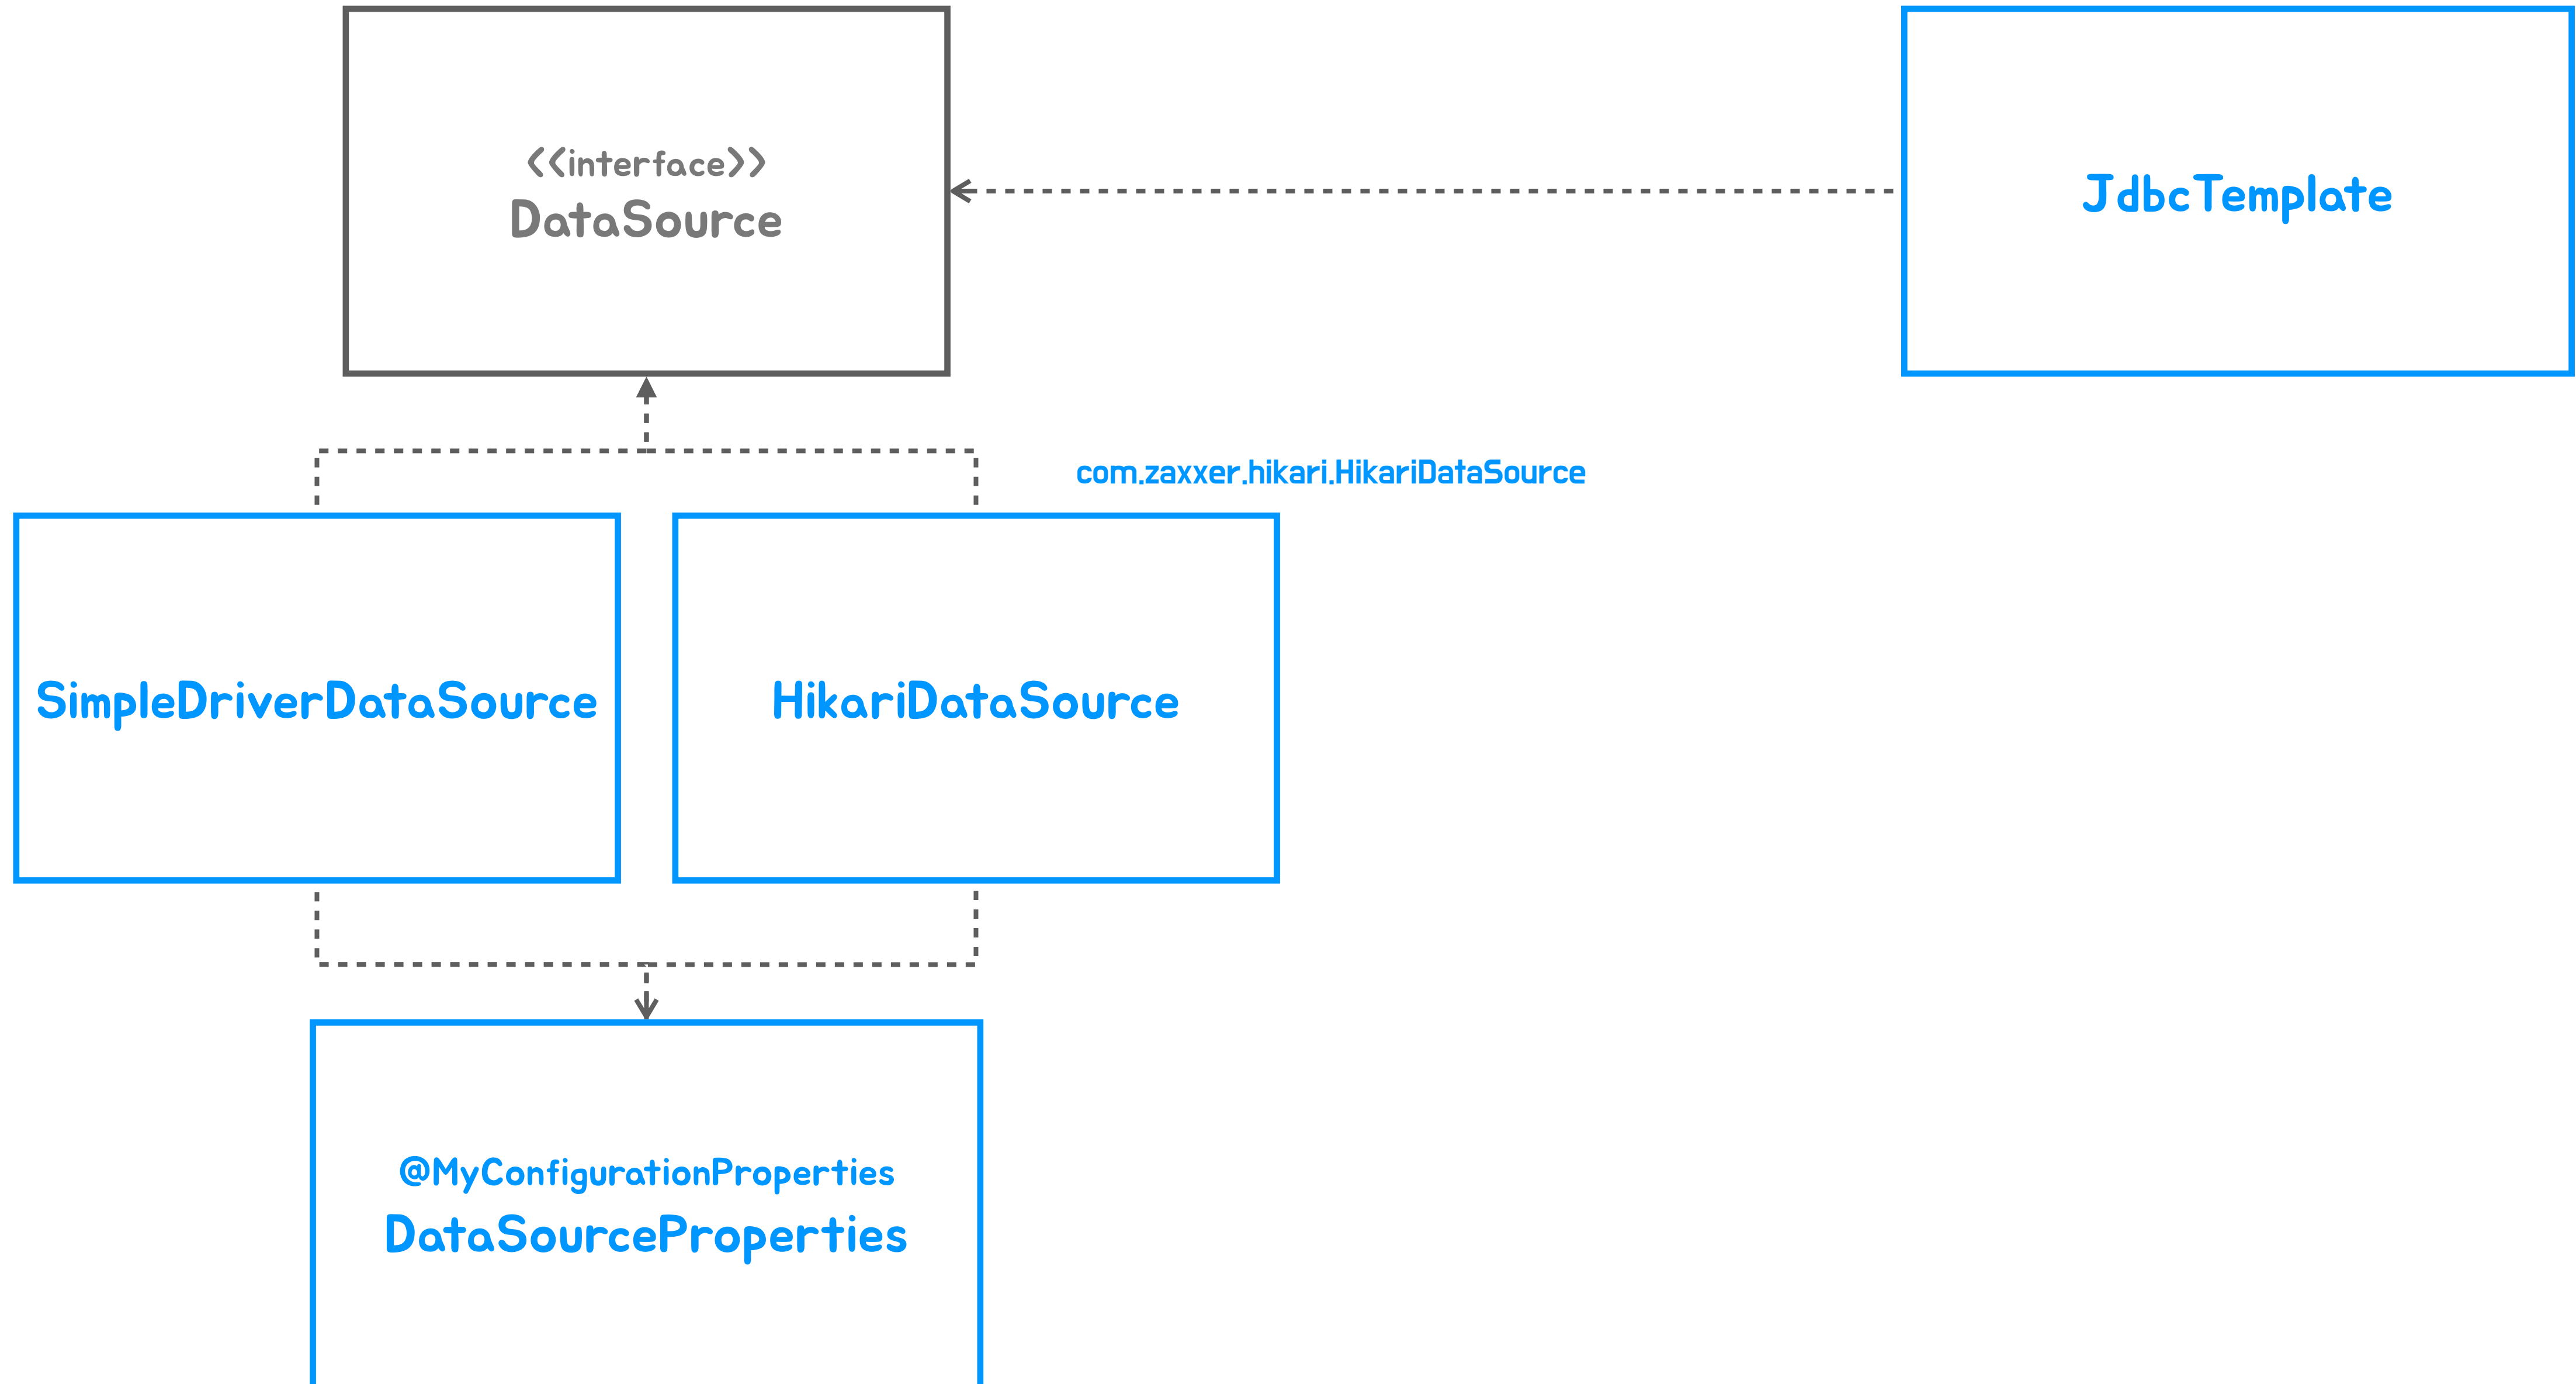 <<interface>>
DataSource
JdbcTemplate
com.zaxxer.hikari.HikariDataSource
SimpleDriverDataSource
HikariDataSource
@MyConfigurationProperties
DataSourceProperties